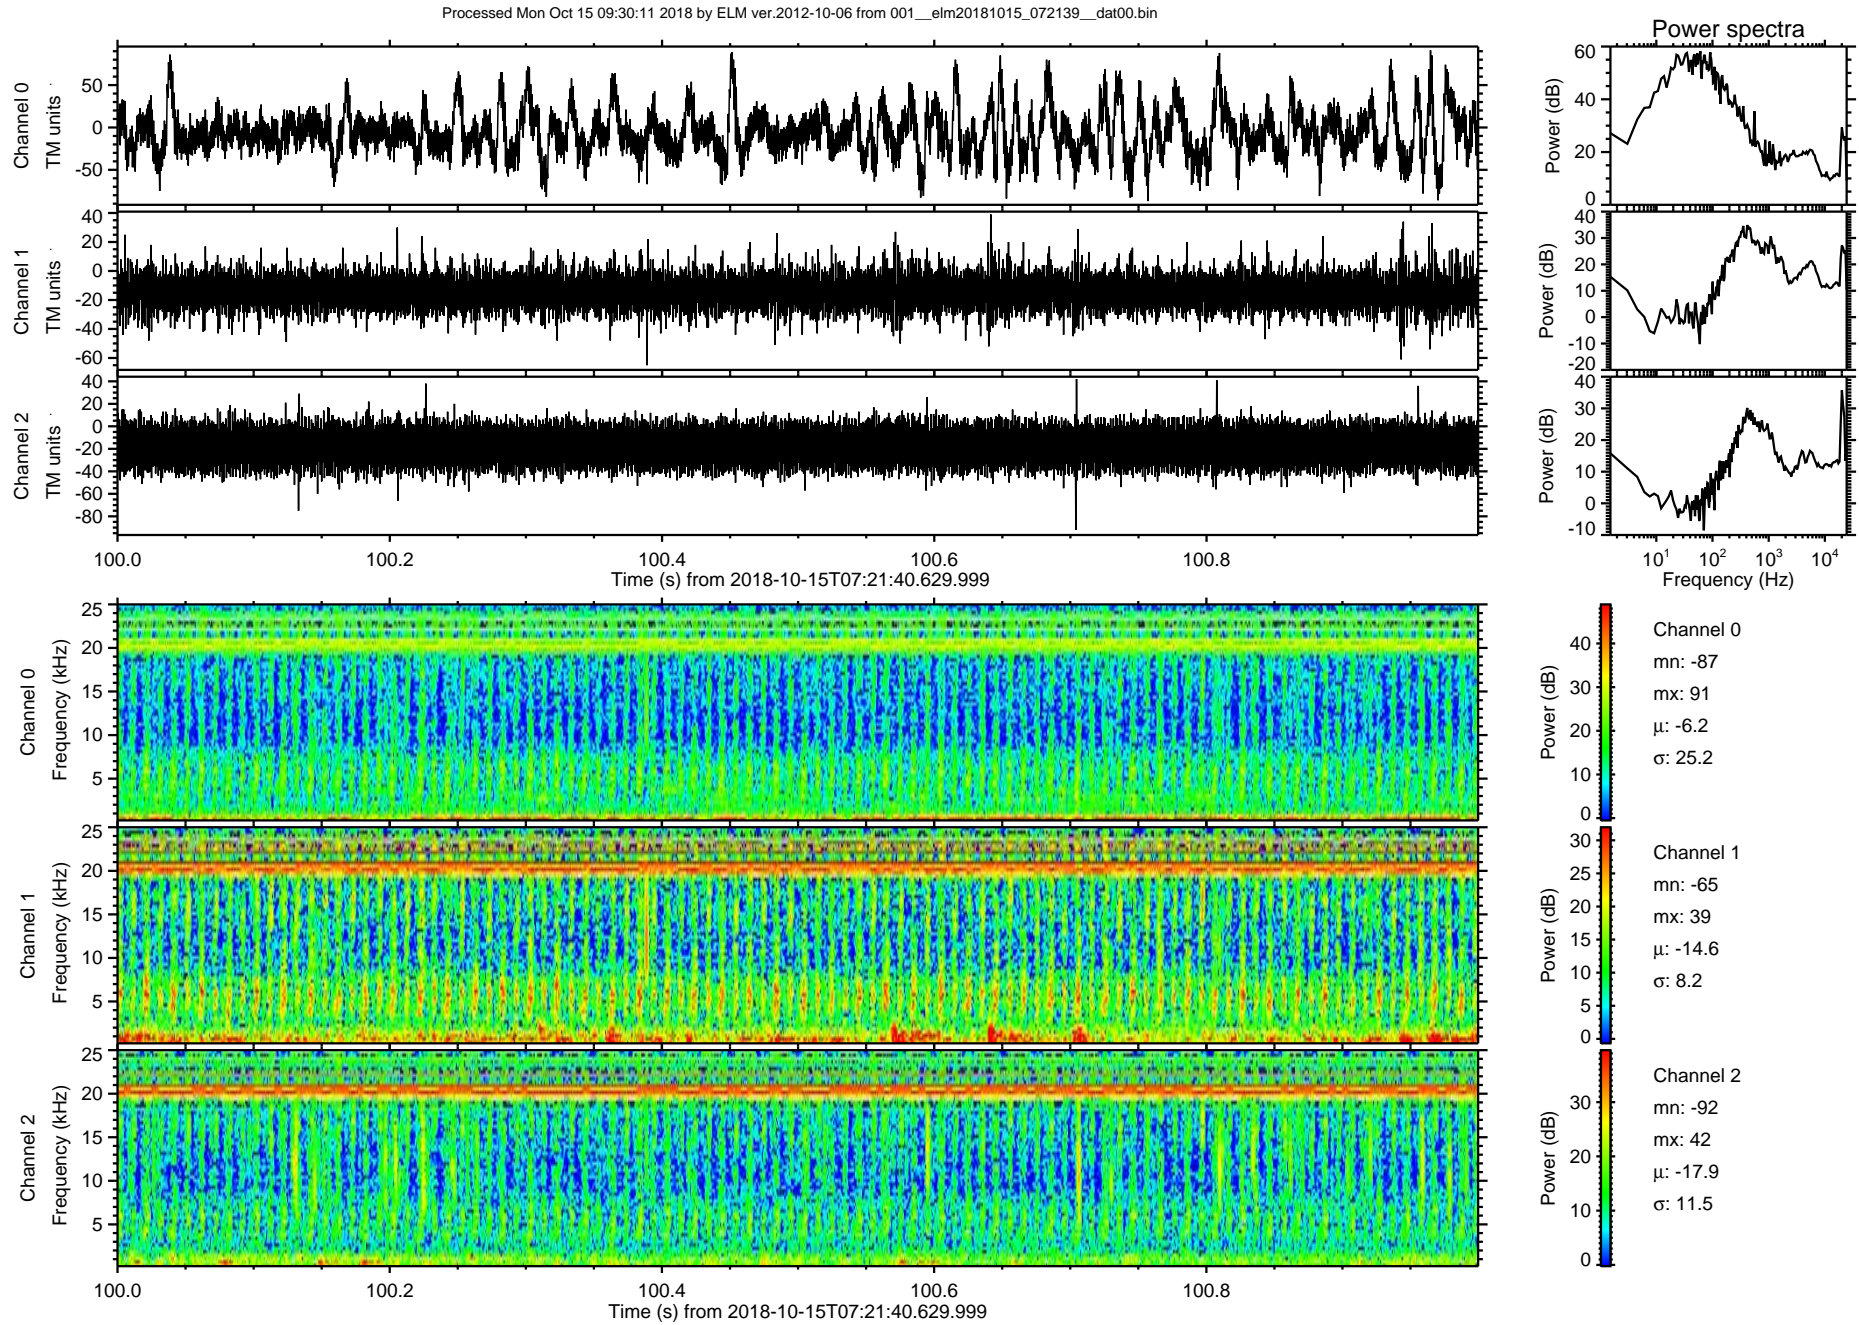 Processed Mon Oct 15 09:30:11 2018 by ELM ver.2012-10-06 from 001__elm20181015_072139__dat00.bin
Power spectra
Channel 0
TM units
50
0
-50
Power (dB)
60
40
20
0
Channel 1
TM units
40
20
0
-20
-40
-60
Power (dB)
40
30
20
10
0
-10
-20
Channel 2
TM units
40
20
0
-20
-40
-60
-80
Power (dB)
40
30
20
10
0
-10
100.0 100.2 100.4 100.6 100.8
Time (s) from 2018-10-15T07:21:40.629.999
10¹ 10² 10³ 10⁴
Frequency (Hz)
Channel 0
Frequency (kHz)
25
20
15
10
5
Power (dB)
40
30
20
10
0
Channel 0
mn: -87
mx: 91
μ: -6.2
σ: 25.2
Channel 1
Frequency (kHz)
25
20
15
10
5
Power (dB)
30
25
20
15
10
5
0
Channel 1
mn: -65
mx: 39
μ: -14.6
σ: 8.2
Channel 2
Frequency (kHz)
25
20
15
10
5
Power (dB)
30
20
10
0
Channel 2
mn: -92
mx: 42
μ: -17.9
σ: 11.5
100.0 100.2 100.4 100.6 100.8
Time (s) from 2018-10-15T07:21:40.629.999